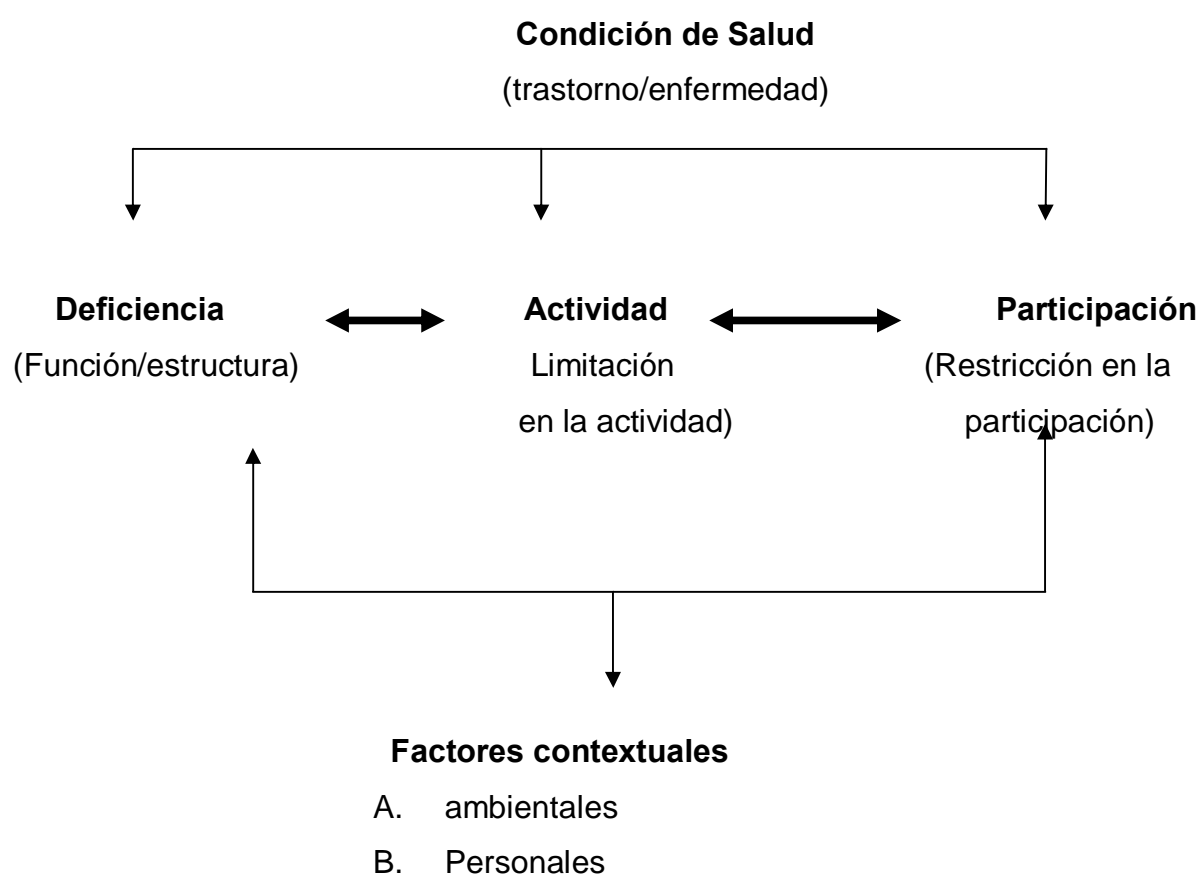 Condición de Salud
(trastorno/enfermedad)
Deficiencia
(Función/estructura)
Actividad
Limitación
en la actividad)
Participación
(Restricción en la
participación)
Factores contextuales
A. ambientales
B. Personales